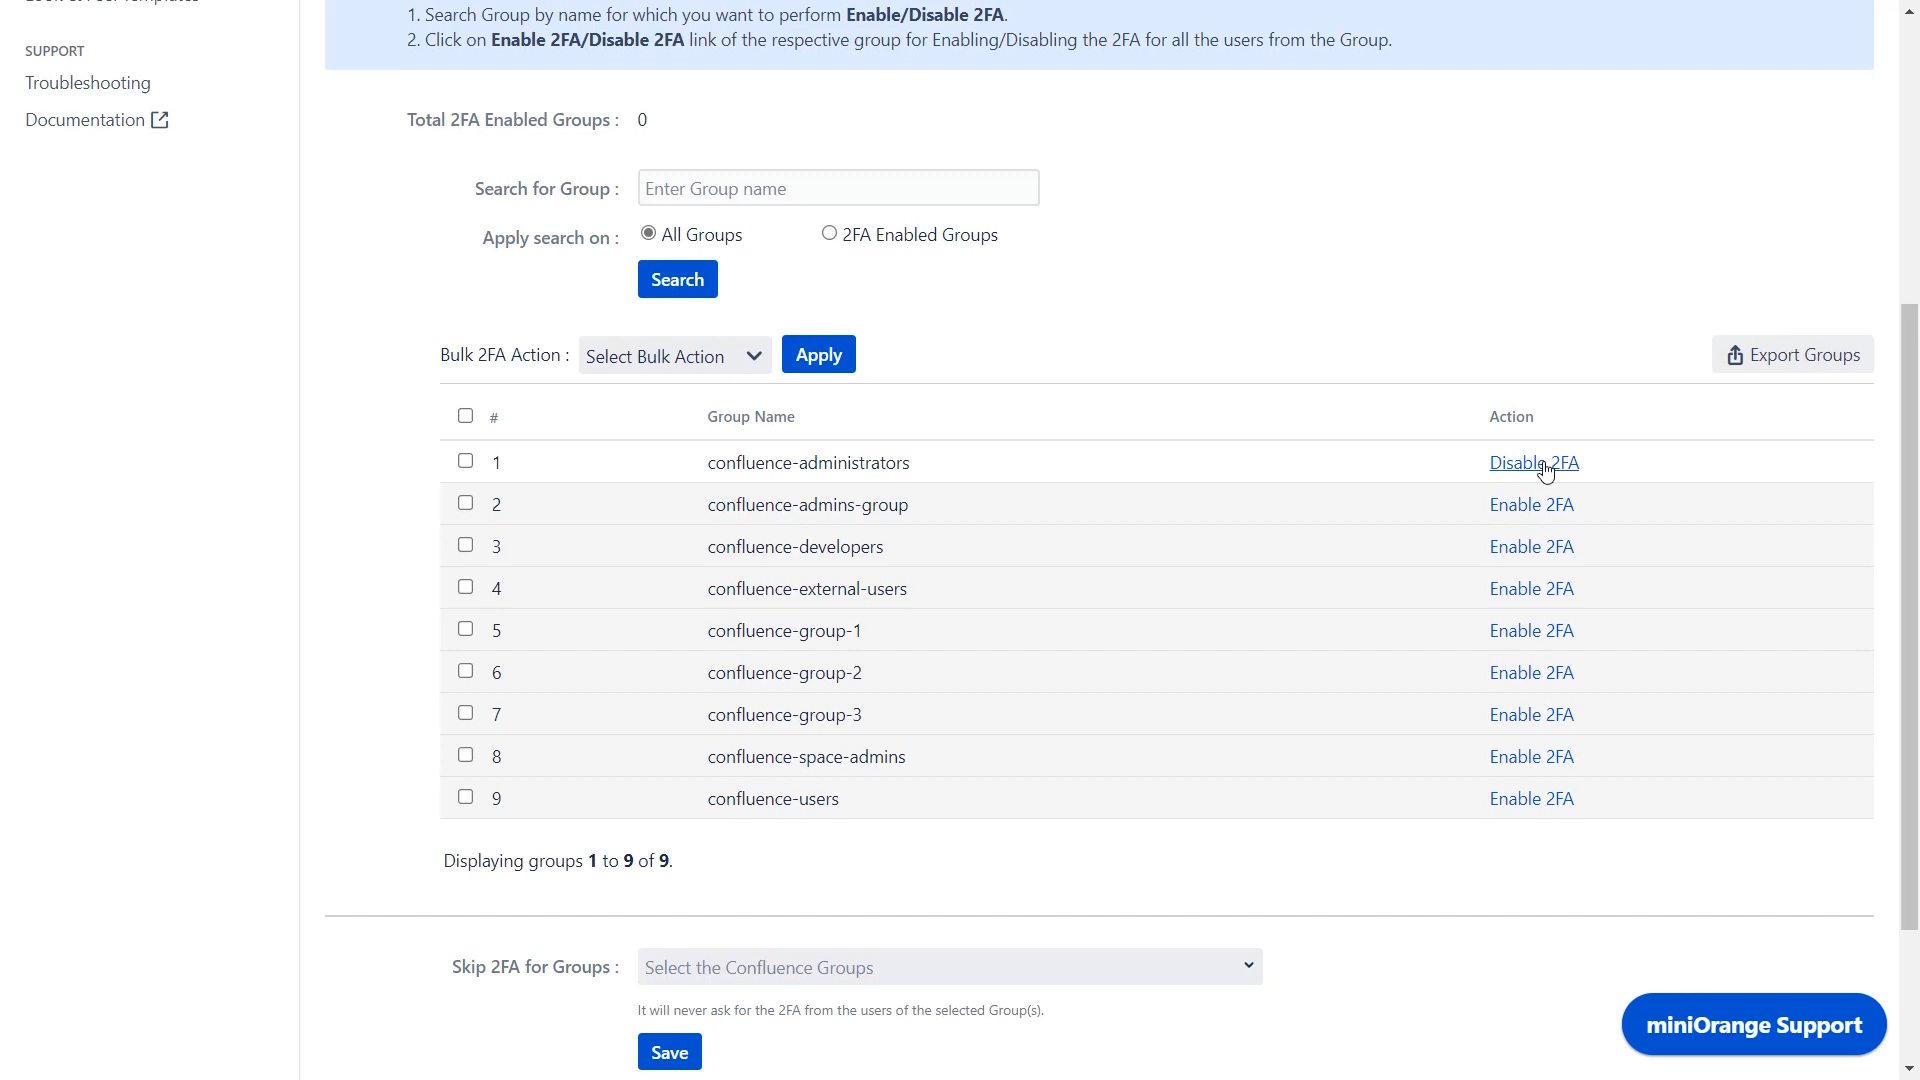 SUPPORT
Troubleshooting
Documentation
1. Search Group by name for which you want to perform Enable/Disable 2FA.
2. Click on Enable 2FA/Disable 2FA link of the respective group for Enabling/Disabling the 2FA for all the users from the Group.
Total 2FA Enabled Groups : 0
Search for Group : Enter Group name
Apply search on : All Groups 2FA Enabled Groups
Search
Bulk 2FA Action : Select Bulk Action Apply Export Groups
# Group Name Action
1 confluence-administrators Disable 2FA
2 confluence-admins-group Enable 2FA
3 confluence-developers Enable 2FA
4 confluence-external-users Enable 2FA
5 confluence-group-1 Enable 2FA
6 confluence-group-2 Enable 2FA
7 confluence-group-3 Enable 2FA
8 confluence-space-admins Enable 2FA
9 confluence-users Enable 2FA
Displaying groups 1 to 9 of 9.
Skip 2FA for Groups : Select the Confluence Groups
It will never ask for the 2FA from the users of the selected Group(s).
Save
miniOrange Support